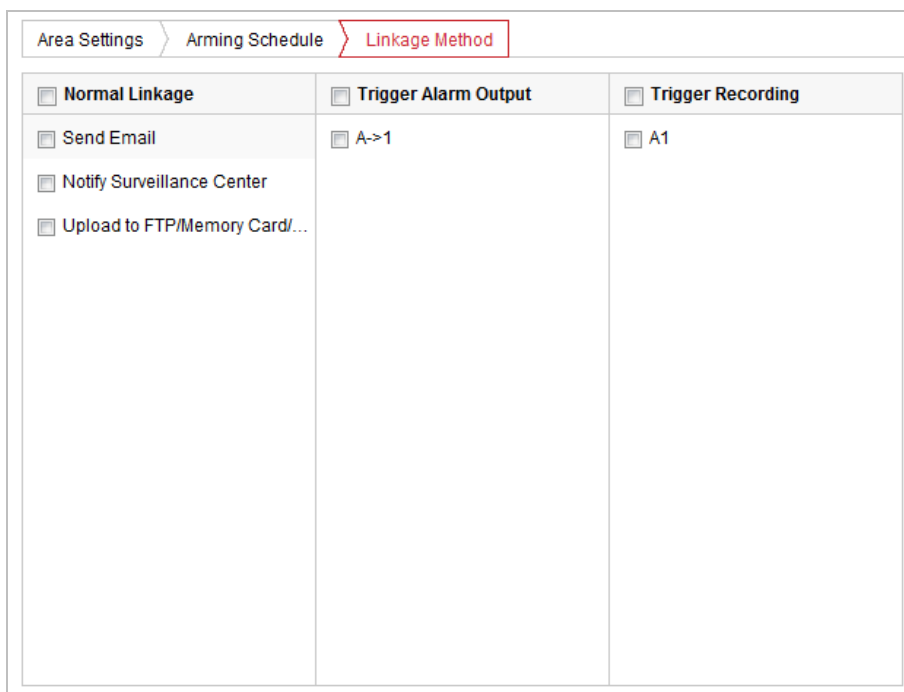 Area Settings Arming Schedule Linkage Method
Normal Linkage Trigger Alarm Output Trigger Recording
Send Email A->1 A1
Notify Surveillance Center
Upload to FTP/Memory Card/...